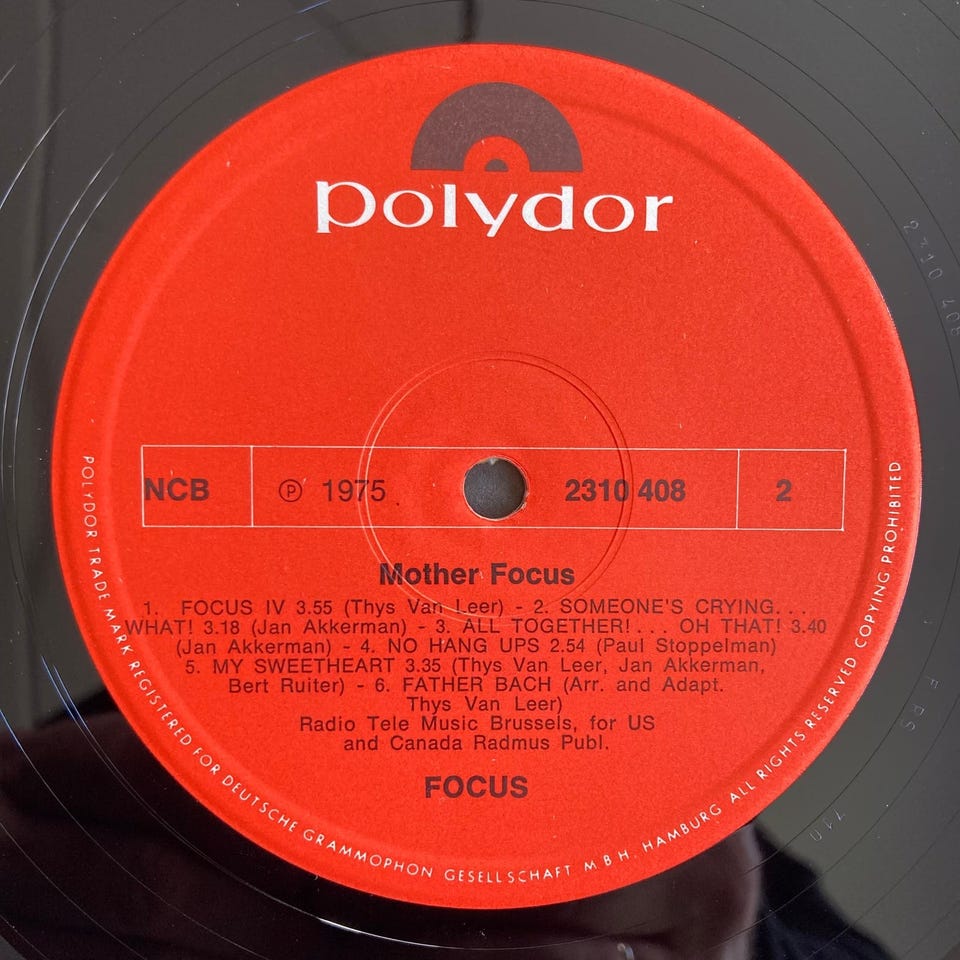 polydor
NCB
℗ 1975
2310 408
2
Mother Focus
1. FOCUS IV 3.55 (Thys Van Leer) - 2. SOMEONE'S CRYING. . .
WHAT! 3.18 (Jan Akkerman) - 3. ALL TOGETHER!. . . OH THAT! 3.40
(Jan Akkerman) - 4. NO HANG UPS 2.54 (Paul Stoppelman)
5. MY SWEETHEART 3.35 (Thys Van Leer, Jan Akkerman,
Bert Ruiter) - 6. FATHER BACH (Arr. and Adapt.
Thys Van Leer)
Radio Tele Music Brussels, for US
and Canada Radmus Publ.
FOCUS
POLYDOR TRADE MARK REGISTERED FOR DEUTSCHE GRAMMOPHON GESELLSCHAFT M B H. HAMBURG ALL RIGHTS RESERVED COPYING PROHIBITED
2310 408